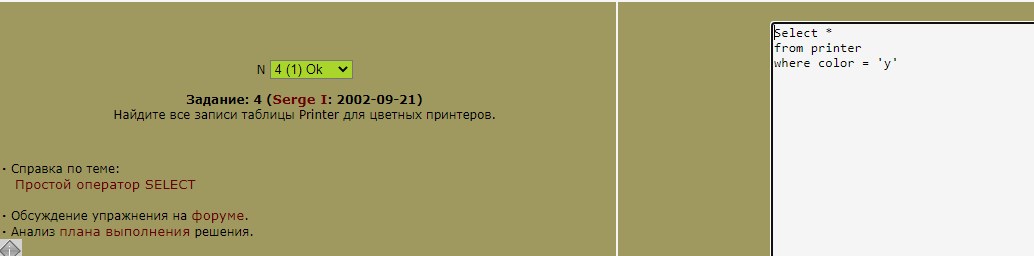 N 4 (1) Ok
Задание: 4 (Serge I: 2002-09-21)
Найдите все записи таблицы Printer для цветных принтеров.
· Справка по теме:
Простой оператор SELECT
· Обсуждение упражнения на форуме.
· Анализ плана выполнения решения.
Select *
from printer
where color = 'y'